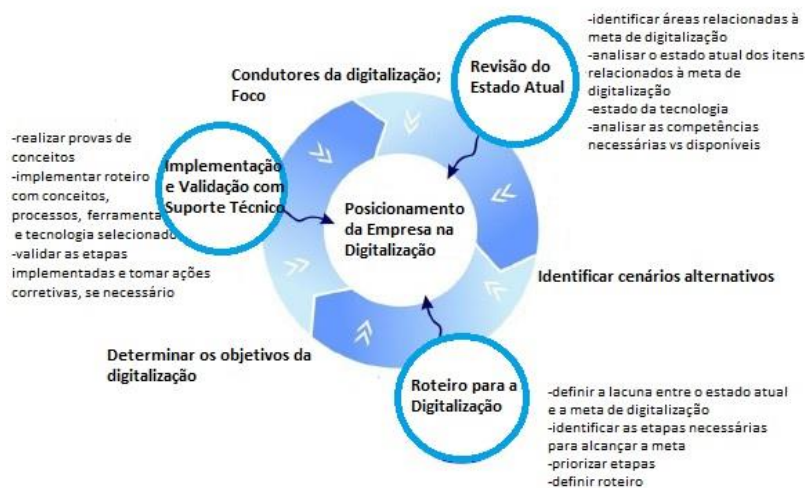 -identificar áreas relacionadas à
meta de digitalização
-analisar o estado atual dos itens
relacionados à meta de
digitalização
-estado da tecnologia
-analisar as competências
necessárias vs disponíveis
Revisão do
Estado Atual
Condutores da digitalização;
Foco
-realizar provas de
conceitos
-implementar roteiro
com conceitos,
processos, ferramenta
e tecnologia selecionado
-validar as etapas
implementadas e tomar ações
corretivas, se necessário
Implementação
e Validação com
Suporte Técnico
Posicionamento
da Empresa na
Digitalização
Identificar cenários alternativos
Determinar os objetivos da
digitalização
Roteiro para a
Digitalização
-definir a lacuna entre o estado atual
e a meta de digitalização
-identificar as etapas necessárias
para alcançar a meta
-priorizar etapas
-definir roteiro